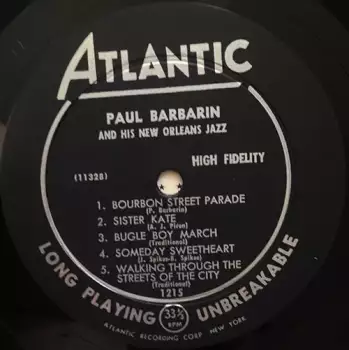 ATLANTIC
PAUL BARBARIN
AND HIS NEW ORLEANS JAZZ
HIGH FIDELITY
(11328)
1. BOURBON STREET PARADE
(P. Barbarin)
2. SISTER KATE
(A. J. Piron)
3. BUGLE BOY MARCH
(Traditional)
4. SOMEDAY SWEETHEART
(J. Spikes-B. Spikes)
5. WALKING THROUGH THE
STREETS OF THE CITY
(Traditional)
1215
LONG PLAYING 33⅓ RPM UNBREAKABLE
ATLANTIC RECORDING CORP. NEW YORK